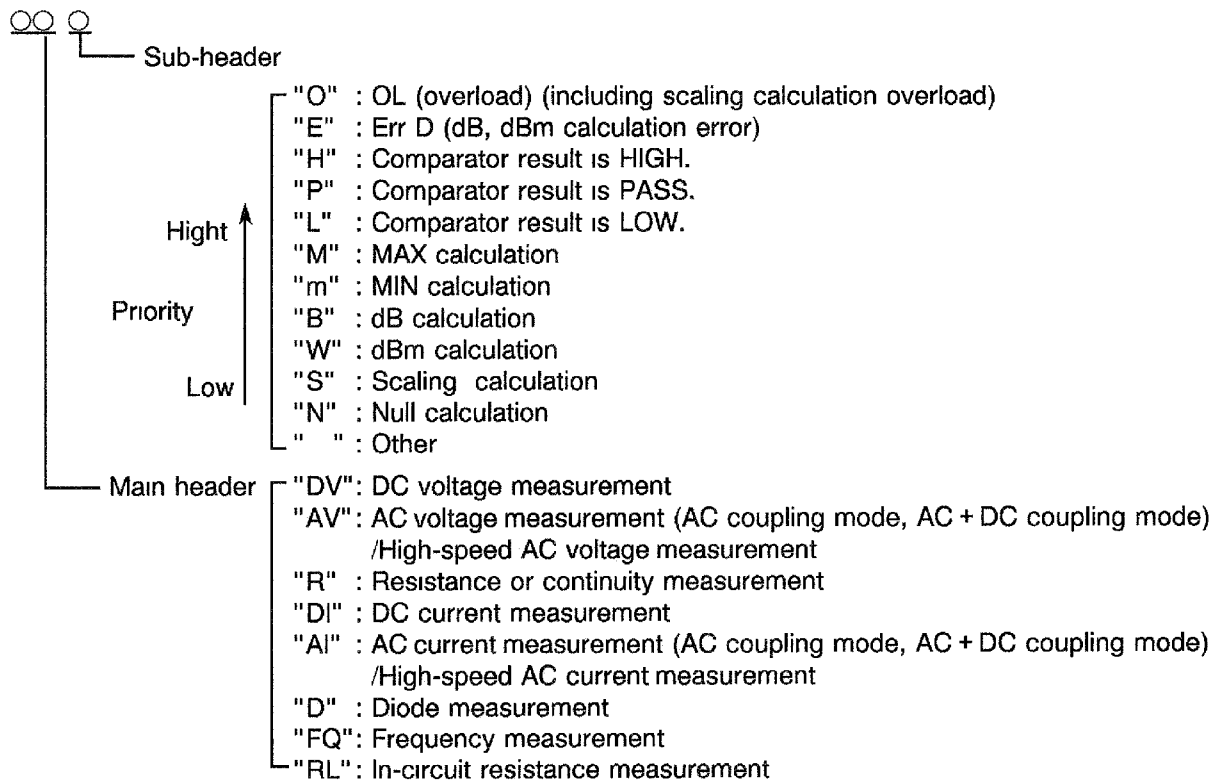 ○○ ○
Sub-header
"O" : OL (overload) (including scaling calculation overload)
"E" : Err D (dB, dBm calculation error)
"H" : Comparator result is HIGH.
"P" : Comparator result is PASS.
"L" : Comparator result is LOW.
Hight
"M" : MAX calculation
"m" : MIN calculation
Priority
"B" : dB calculation
"W" : dBm calculation
Low
"S" : Scaling calculation
"N" : Null calculation
" " : Other
Main header
"DV": DC voltage measurement
"AV": AC voltage measurement (AC coupling mode, AC + DC coupling mode)
/High-speed AC voltage measurement
"R" : Resistance or continuity measurement
"DI" : DC current measurement
"AI" : AC current measurement (AC coupling mode, AC + DC coupling mode)
/High-speed AC current measurement
"D" : Diode measurement
"FQ": Frequency measurement
"RL": In-circuit resistance measurement